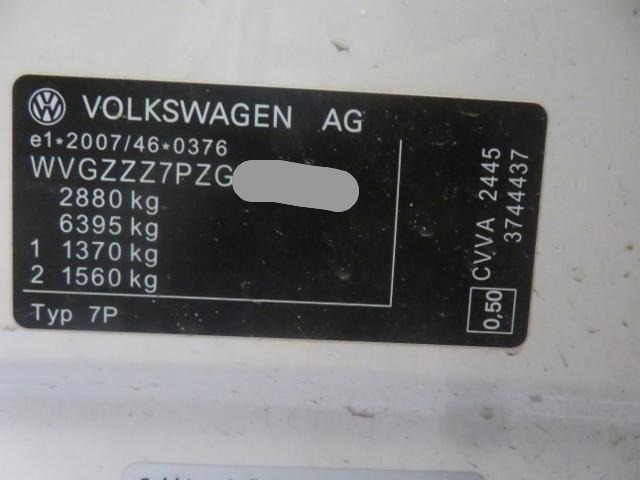 VOLKSWAGEN AG
e1*2007/46*0376
WVGZZZ7PZG
2880 kg
6395 kg
1 1370 kg
2 1560 kg
Typ 7P
CVVA 2445
3744437
0,50